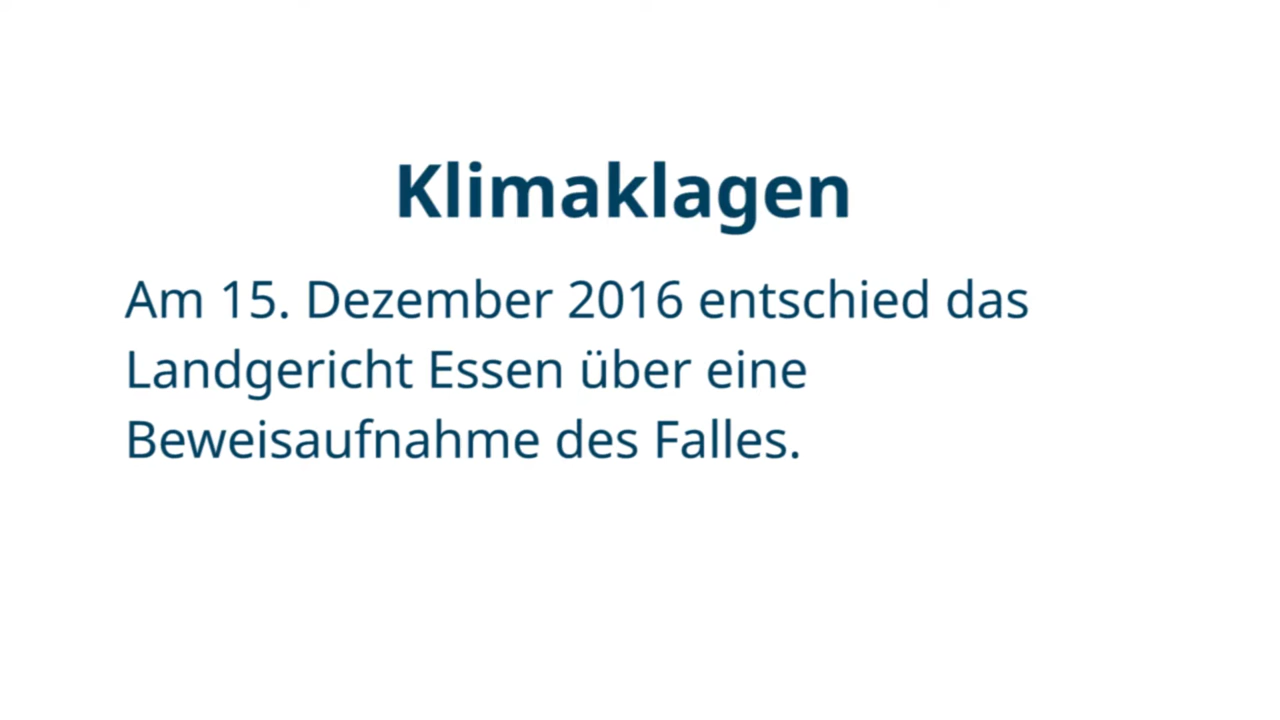 Klimaklagen
Am 15. Dezember 2016 entschied das
Landgericht Essen über eine
Beweisaufnahme des Falles.